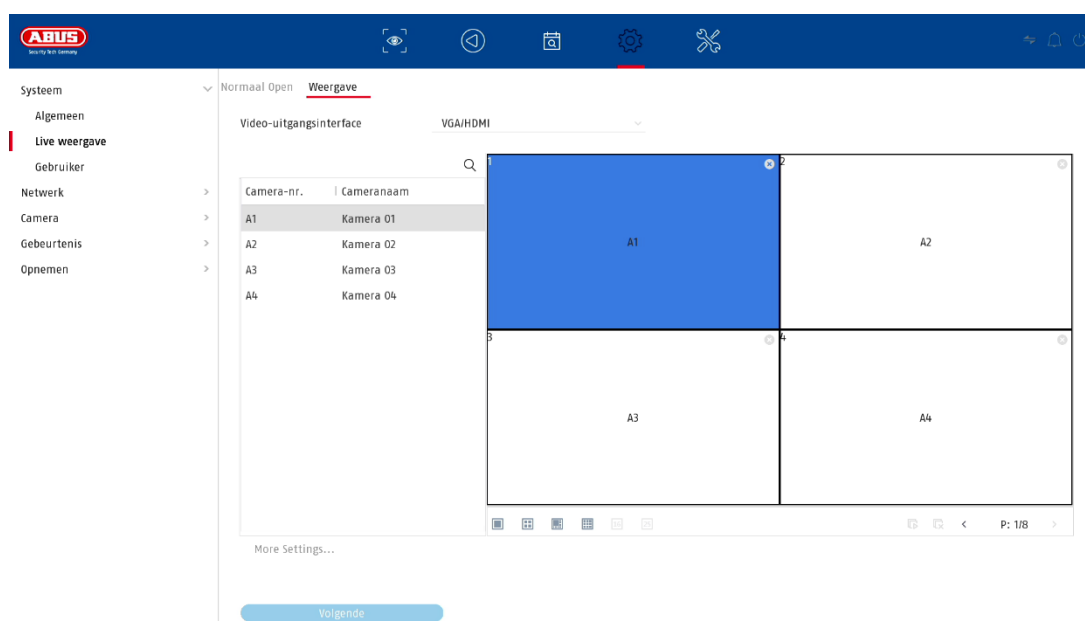 ABUS
Security Tech Germany
Systeem
Algemeen
Live weergave
Gebruiker
Netwerk
Camera
Gebeurtenis
Opnemen
Normaal Open Weergave
Video-uitgangsinterface VGA/HDMI
Camera-nr. Cameranaam
A1 Kamera 01
A2 Kamera 02
A3 Kamera 03
A4 Kamera 04
1 2
A1 A2
3 4
A3 A4
P: 1/8
More Settings...
Volgende